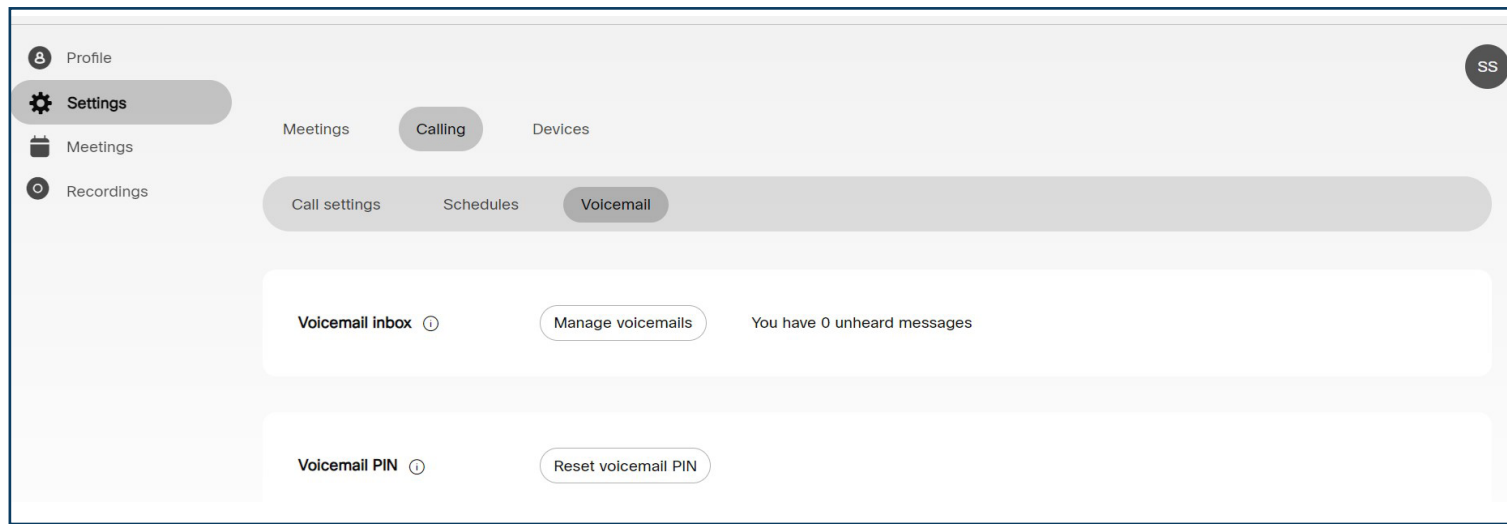 Profile
SS
Settings
Meetings Calling Devices
Meetings
Recordings
Call settings Schedules Voicemail
Voicemail inbox Manage voicemails You have 0 unheard messages
Voicemail PIN Reset voicemail PIN